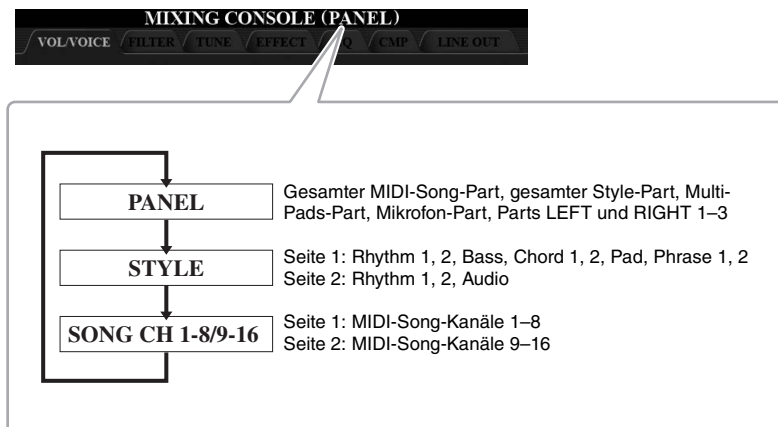 MIXING CONSOLE (PANEL)
VOL/VOICE FILTER TUNE EFFECT EQ CMP LINE OUT
PANEL
Gesamter MIDI-Song-Part, gesamter Style-Part, Multi-
Pads-Part, Mikrofon-Part, Parts LEFT und RIGHT 1–3
STYLE
Seite 1: Rhythm 1, 2, Bass, Chord 1, 2, Pad, Phrase 1, 2
Seite 2: Rhythm 1, 2, Audio
SONG CH 1-8/9-16
Seite 1: MIDI-Song-Kanäle 1–8
Seite 2: MIDI-Song-Kanäle 9–16